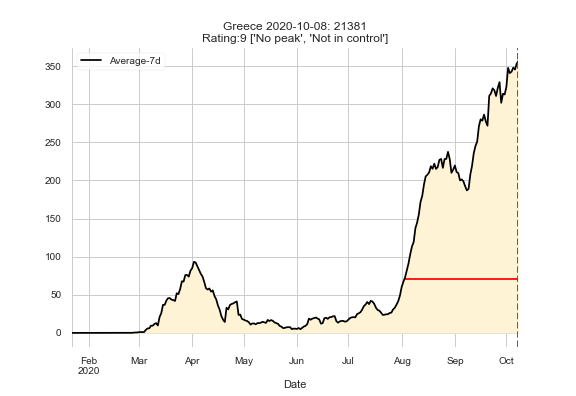 Greece 2020-10-08: 21381
Rating:9 ['No peak', 'Not in control']
Average-7d
350
300
250
200
150
100
50
0
Feb Mar Apr May Jun Jul Aug Sep Oct
2020
Date